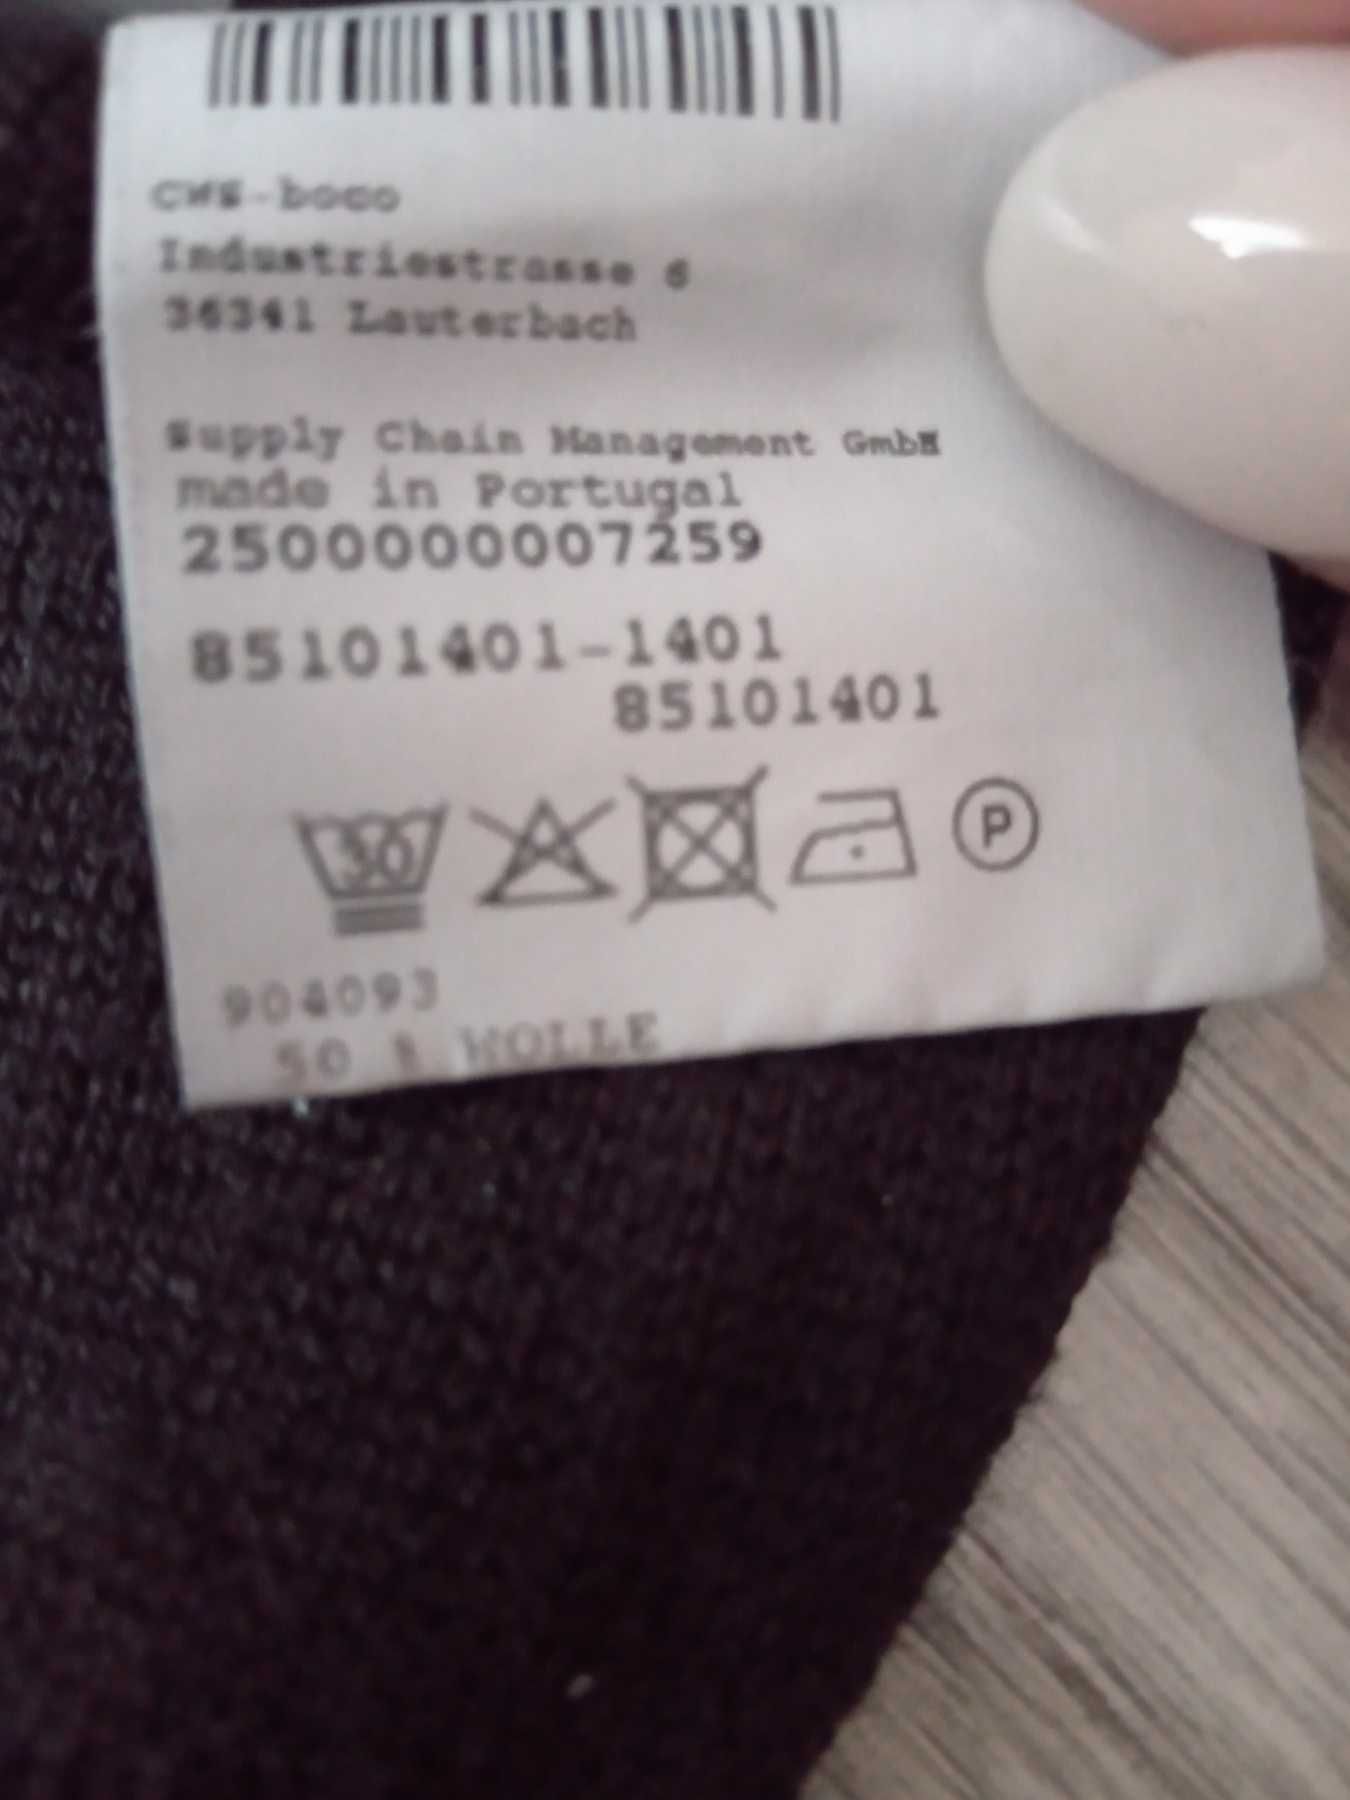 CWS-boco
Industriestrasse 6
36341 Lauterbach
Supply Chain Management GmbH
made in Portugal
2500000007259
85101401-1401
85101401
30
P
904093
50 % WOLLE